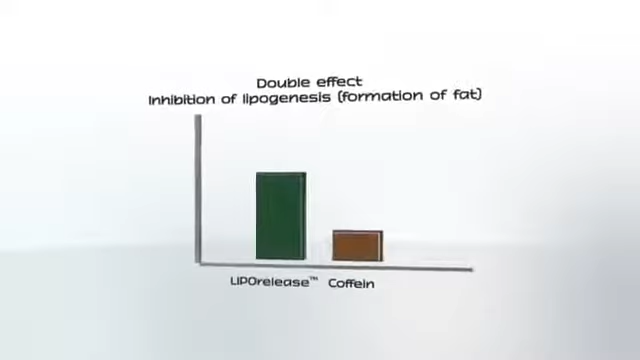 Double effect
Inhibition of lipogenesis (formation of fat)
LIPOrelease™ Coffein